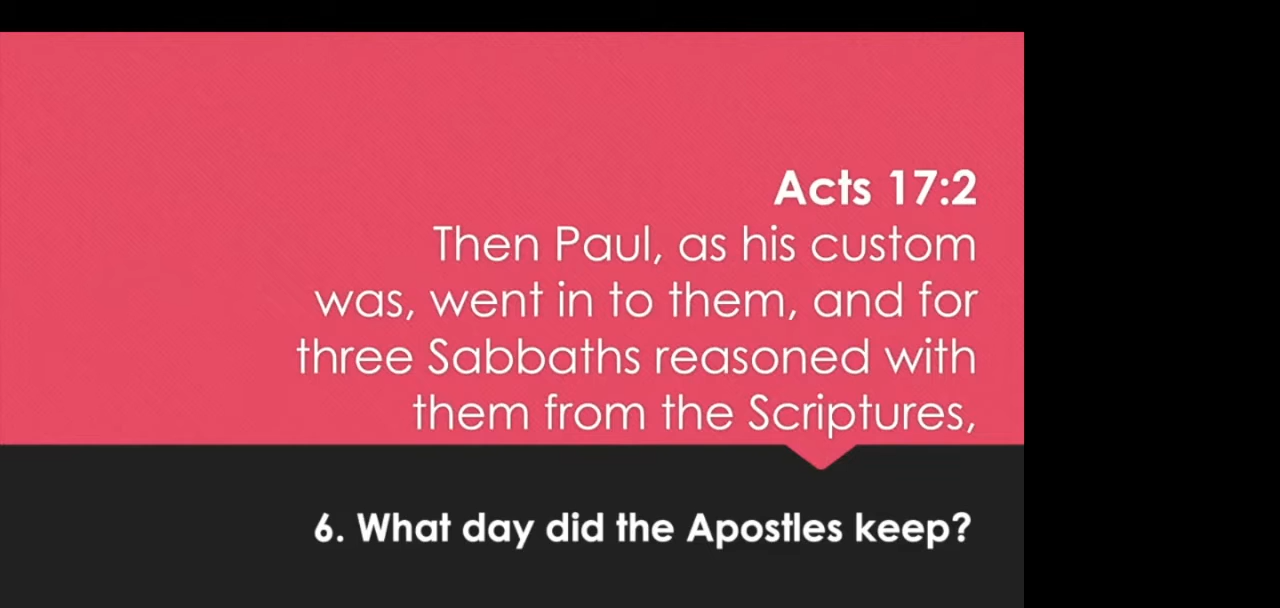 Acts 17:2
Then Paul, as his custom
was, went in to them, and for
three Sabbaths reasoned with
them from the Scriptures,
6. What day did the Apostles keep?